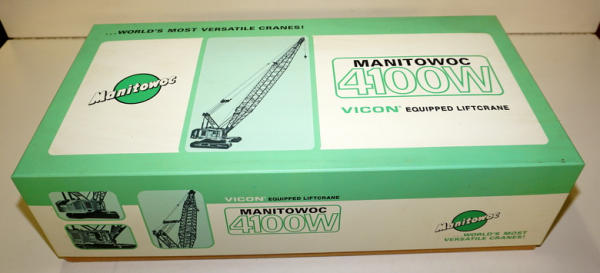 ...WORLD'S MOST VERSATILE CRANES!
Manitowoc
MANITOWOC
4100W
VICON® EQUIPPED LIFTCRANE
VICON® EQUIPPED LIFTCRANE
MANITOWOC
4100W
Manitowoc
WORLD'S MOST
VERSATILE CRANES!